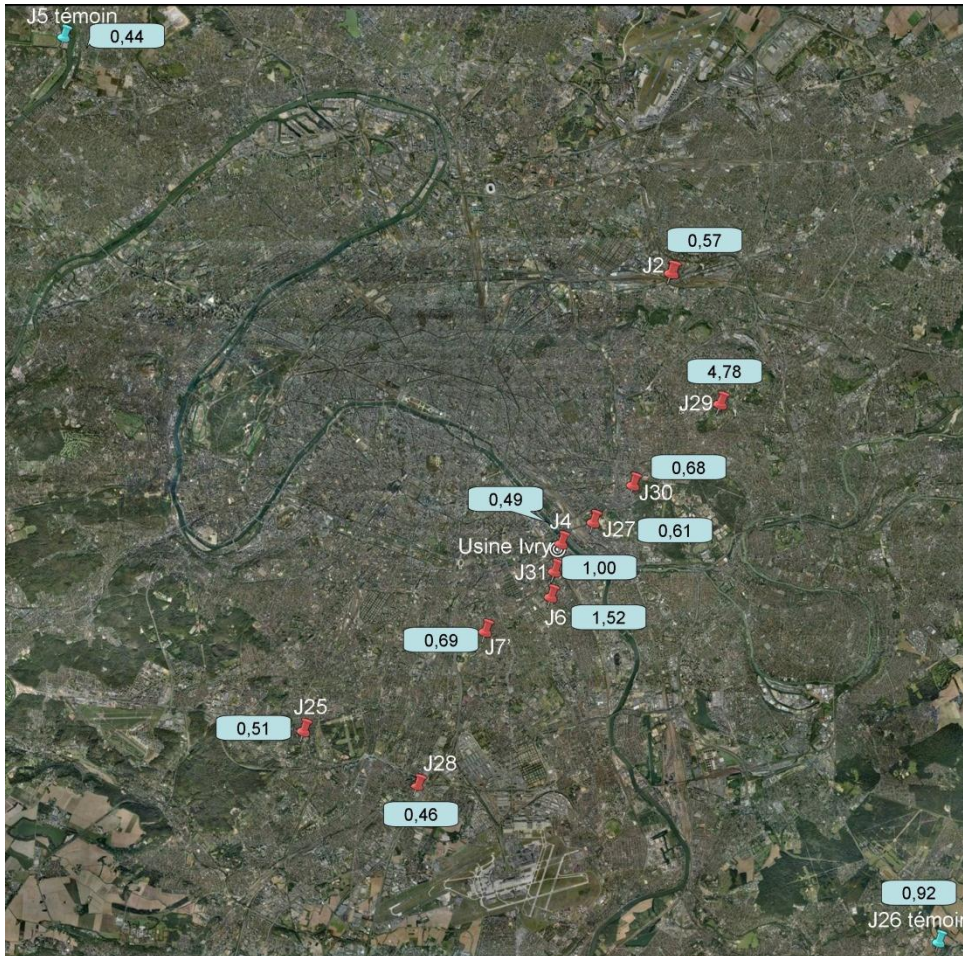 J5 témoin
0,44
0,57
J2
4,78
J29
0,68
J30
0,49
J4
J27
0,61
Usine Ivry
J31
1,00
J6
1,52
0,69
J7'
J25
0,51
J28
0,46
0,92
J26 témoin